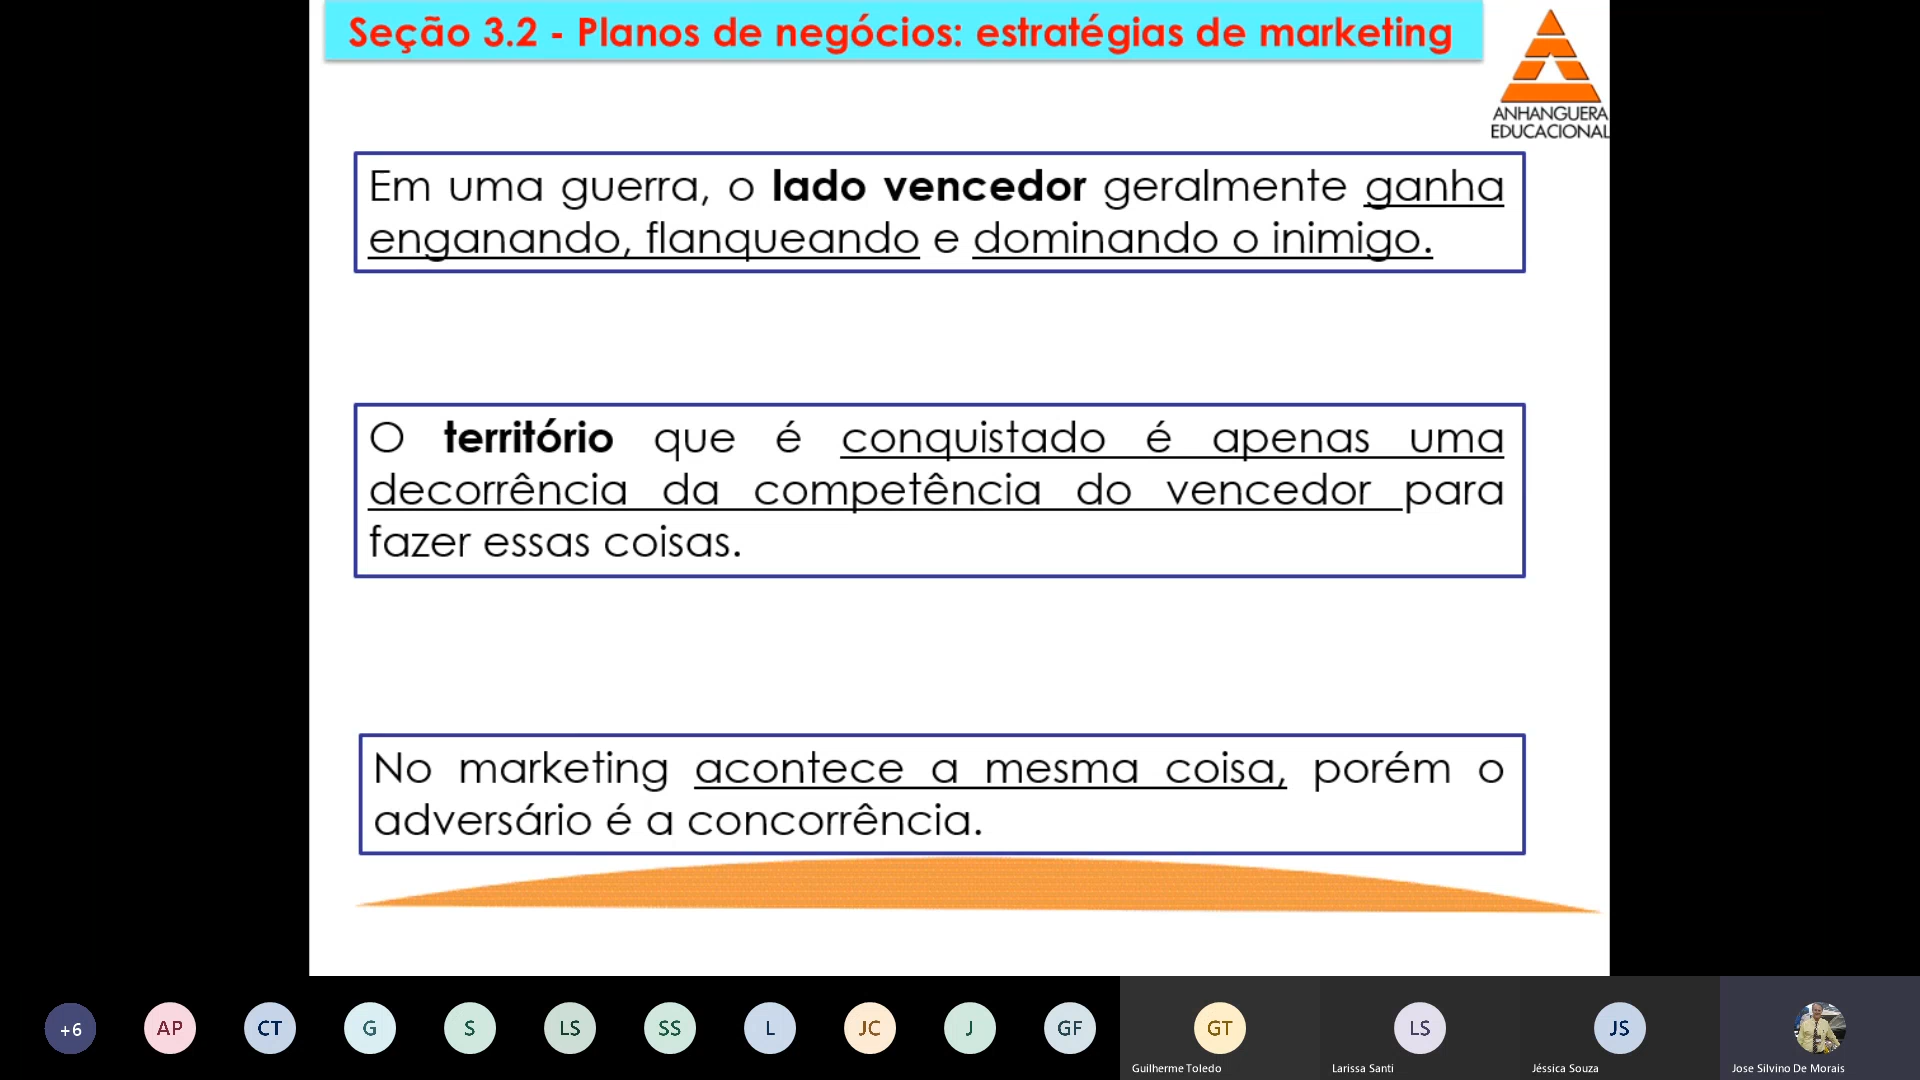 Seção 3.2 - Planos de negócios: estratégias de marketing
ANHANGUERA
EDUCACIONAL
Em uma guerra, o lado vencedor geralmente ganha
enganando, flanqueando e dominando o inimigo.
O território que é conquistado é apenas uma
decorrência da competência do vencedor para
fazer essas coisas.
No marketing acontece a mesma coisa, porém o
adversário é a concorrência.
+6
AP
CT
G
S
LS
SS
L
JC
J
GF
GT
LS
JS
Guilherme Toledo
Larissa Santi
Jéssica Souza
Jose Silvino De Morais